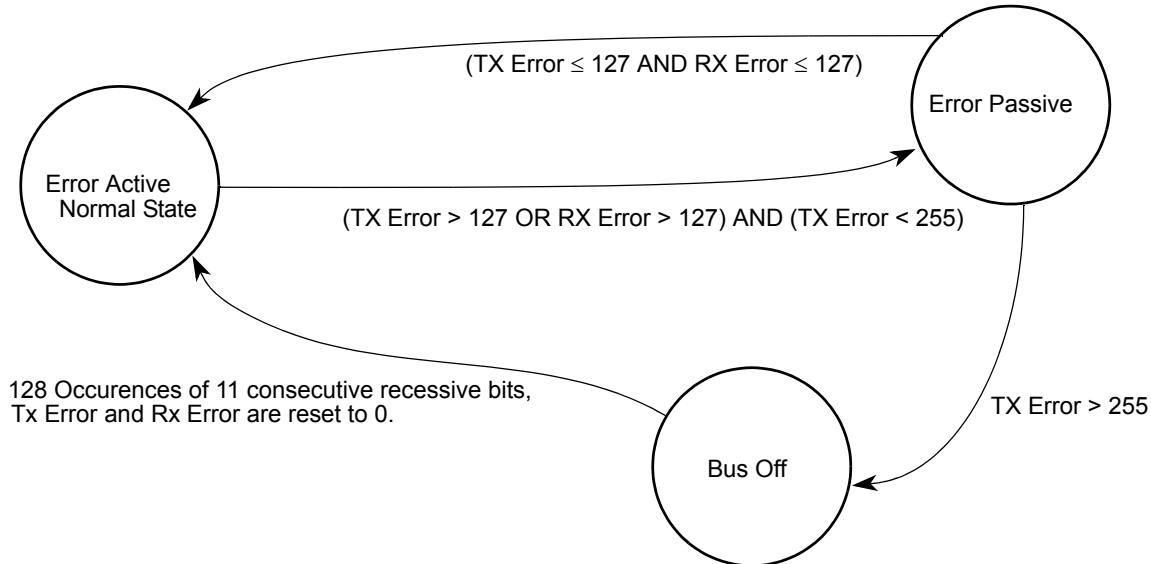 (TX Error ≤ 127 AND RX Error ≤ 127)
Error Passive
Error Active
Normal State
(TX Error > 127 OR RX Error > 127) AND (TX Error < 255)
128 Occurences of 11 consecutive recessive bits,
Tx Error and Rx Error are reset to 0.
TX Error > 255
Bus Off